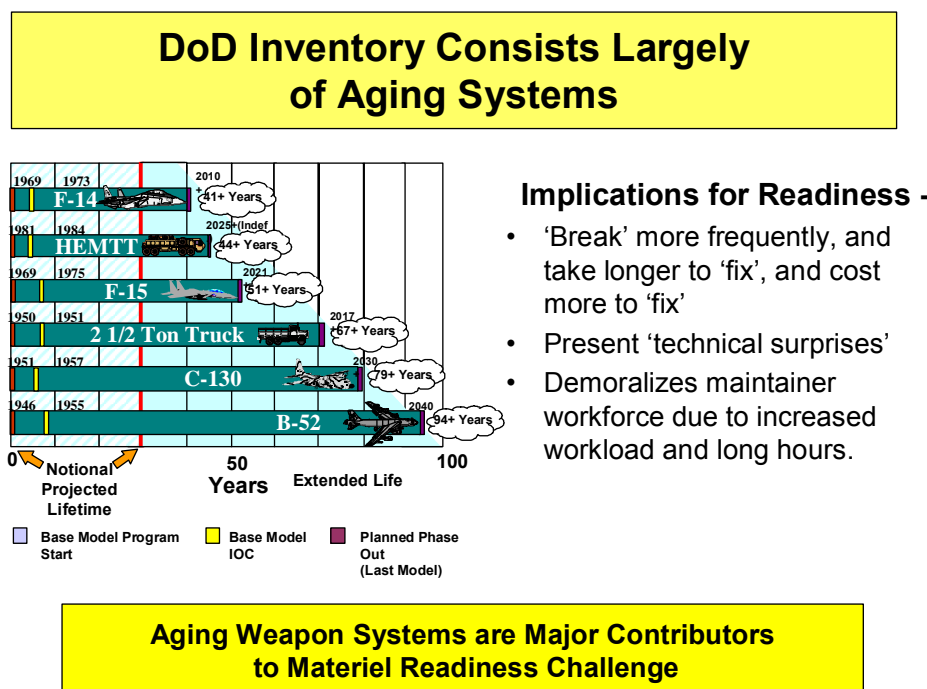 DoD Inventory Consists Largely
of Aging Systems
1969 1973 2010
+
F-14 41+ Years
1981 1984 2025+(Indef
HEMTT 44+ Years
1969 1975 2021
F-15 51+ Years
1950 1951 2017
2 1/2 Ton Truck +67+ Years
1951 1957 2030
C-130 79+ Years
1946 1955 2040
B-52 94+ Years
0 50 100
Notional
Projected
Lifetime
Years
Extended Life
Base Model Program
Start
Base Model
IOC
Planned Phase
Out
(Last Model)
Implications for Readiness -
• ‘Break’ more frequently, and
take longer to ‘fix’, and cost
more to ‘fix’
• Present ‘technical surprises’
• Demoralizes maintainer
workforce due to increased
workload and long hours.
Aging Weapon Systems are Major Contributors
to Materiel Readiness Challenge